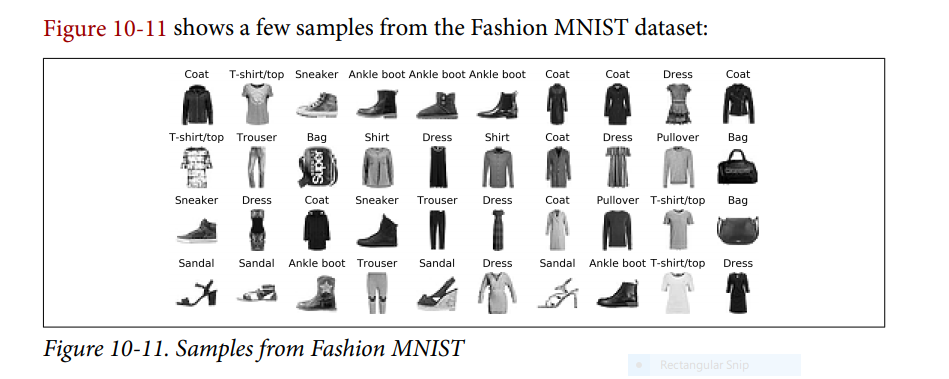 Figure 10-11 shows a few samples from the Fashion MNIST dataset:
Coat T-shirt/top Sneaker Ankle boot Ankle boot Ankle boot Coat Coat Dress Coat
T-shirt/top Trouser Bag Shirt Dress Shirt Coat Dress Pullover Bag
Super
Sneaker Dress Coat Sneaker Trouser Dress Coat Pullover T-shirt/top Bag
Sandal Sandal Ankle boot Trouser Sandal Dress Sandal Ankle boot T-shirt/top Dress
Figure 10-11. Samples from Fashion MNIST
Rectangular Snip